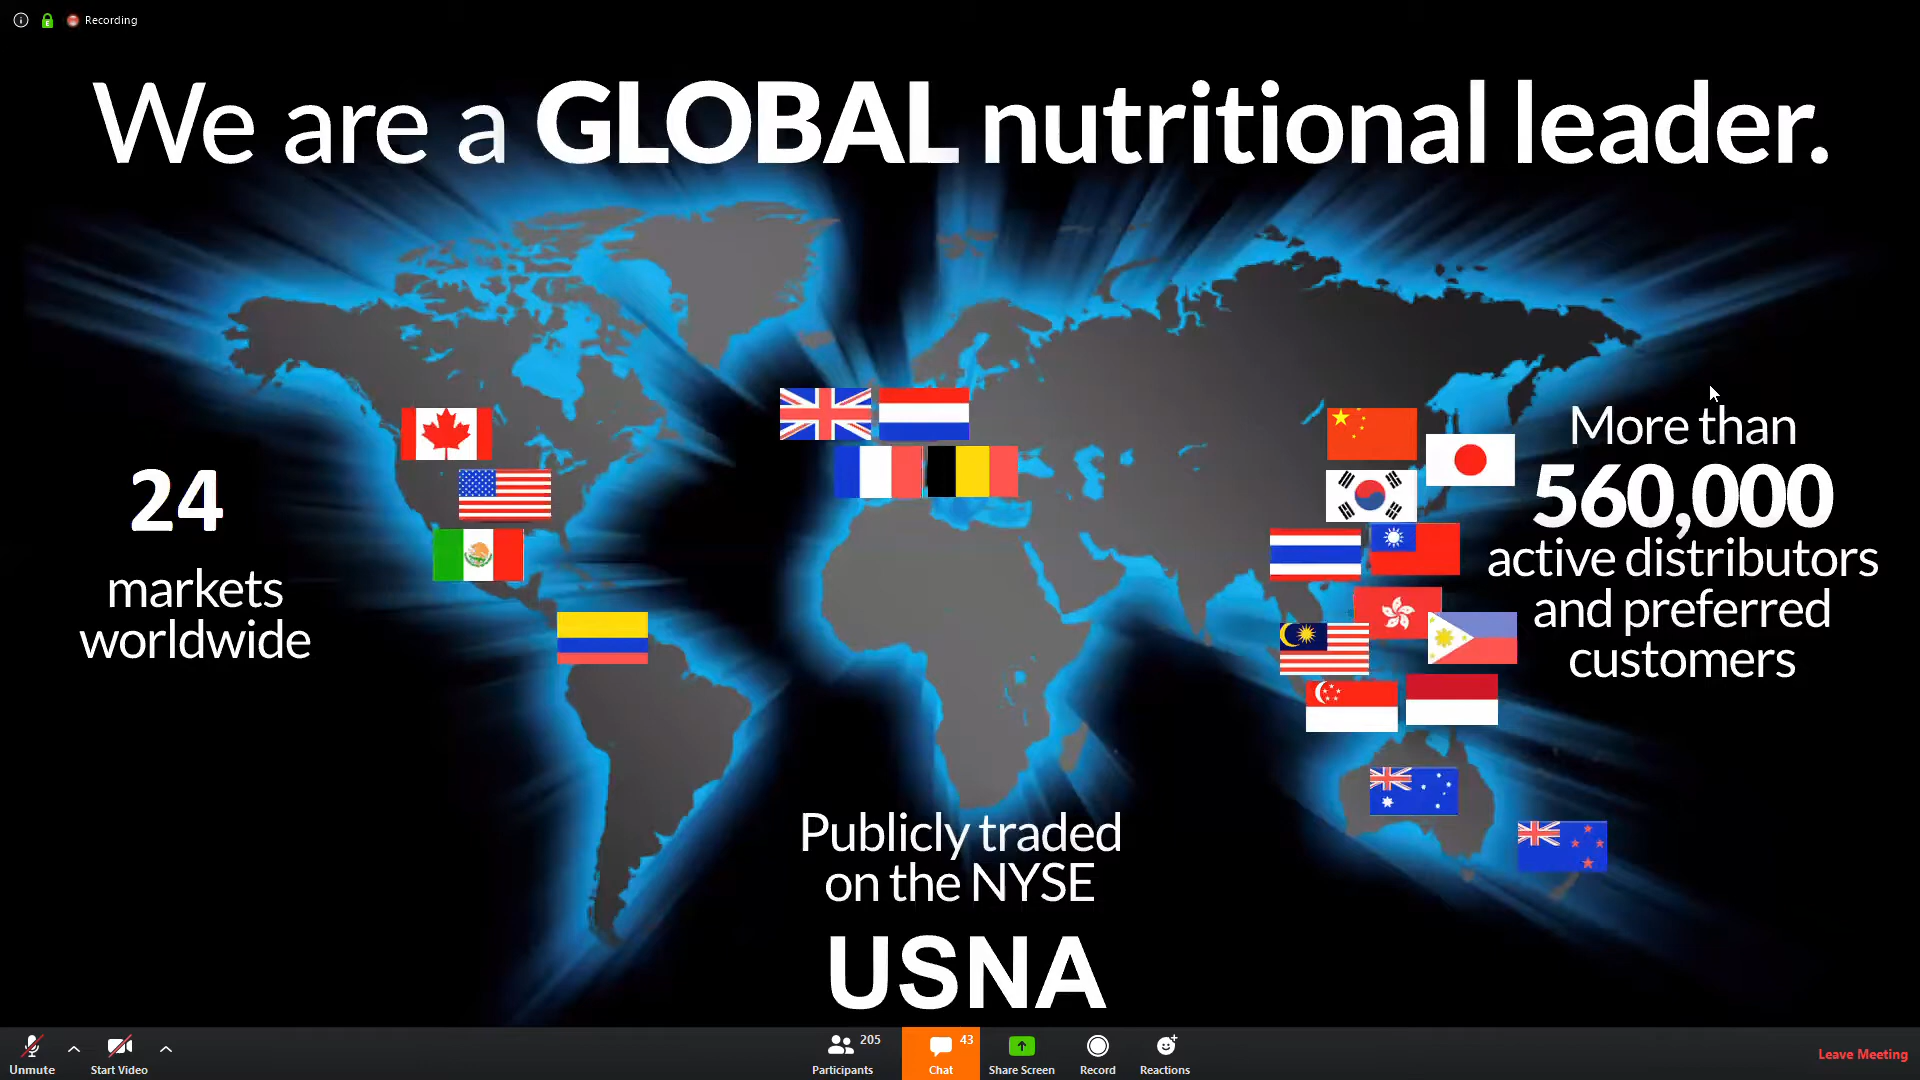 Recording
We are a GLOBAL nutritional leader.
24
markets
worldwide
More than
560,000
active distributors
and preferred
customers
Publicly traded
on the NYSE
USNA
Unmute
Start Video
205
Participants
43
Chat
Share Screen
Record
Reactions
Leave Meeting